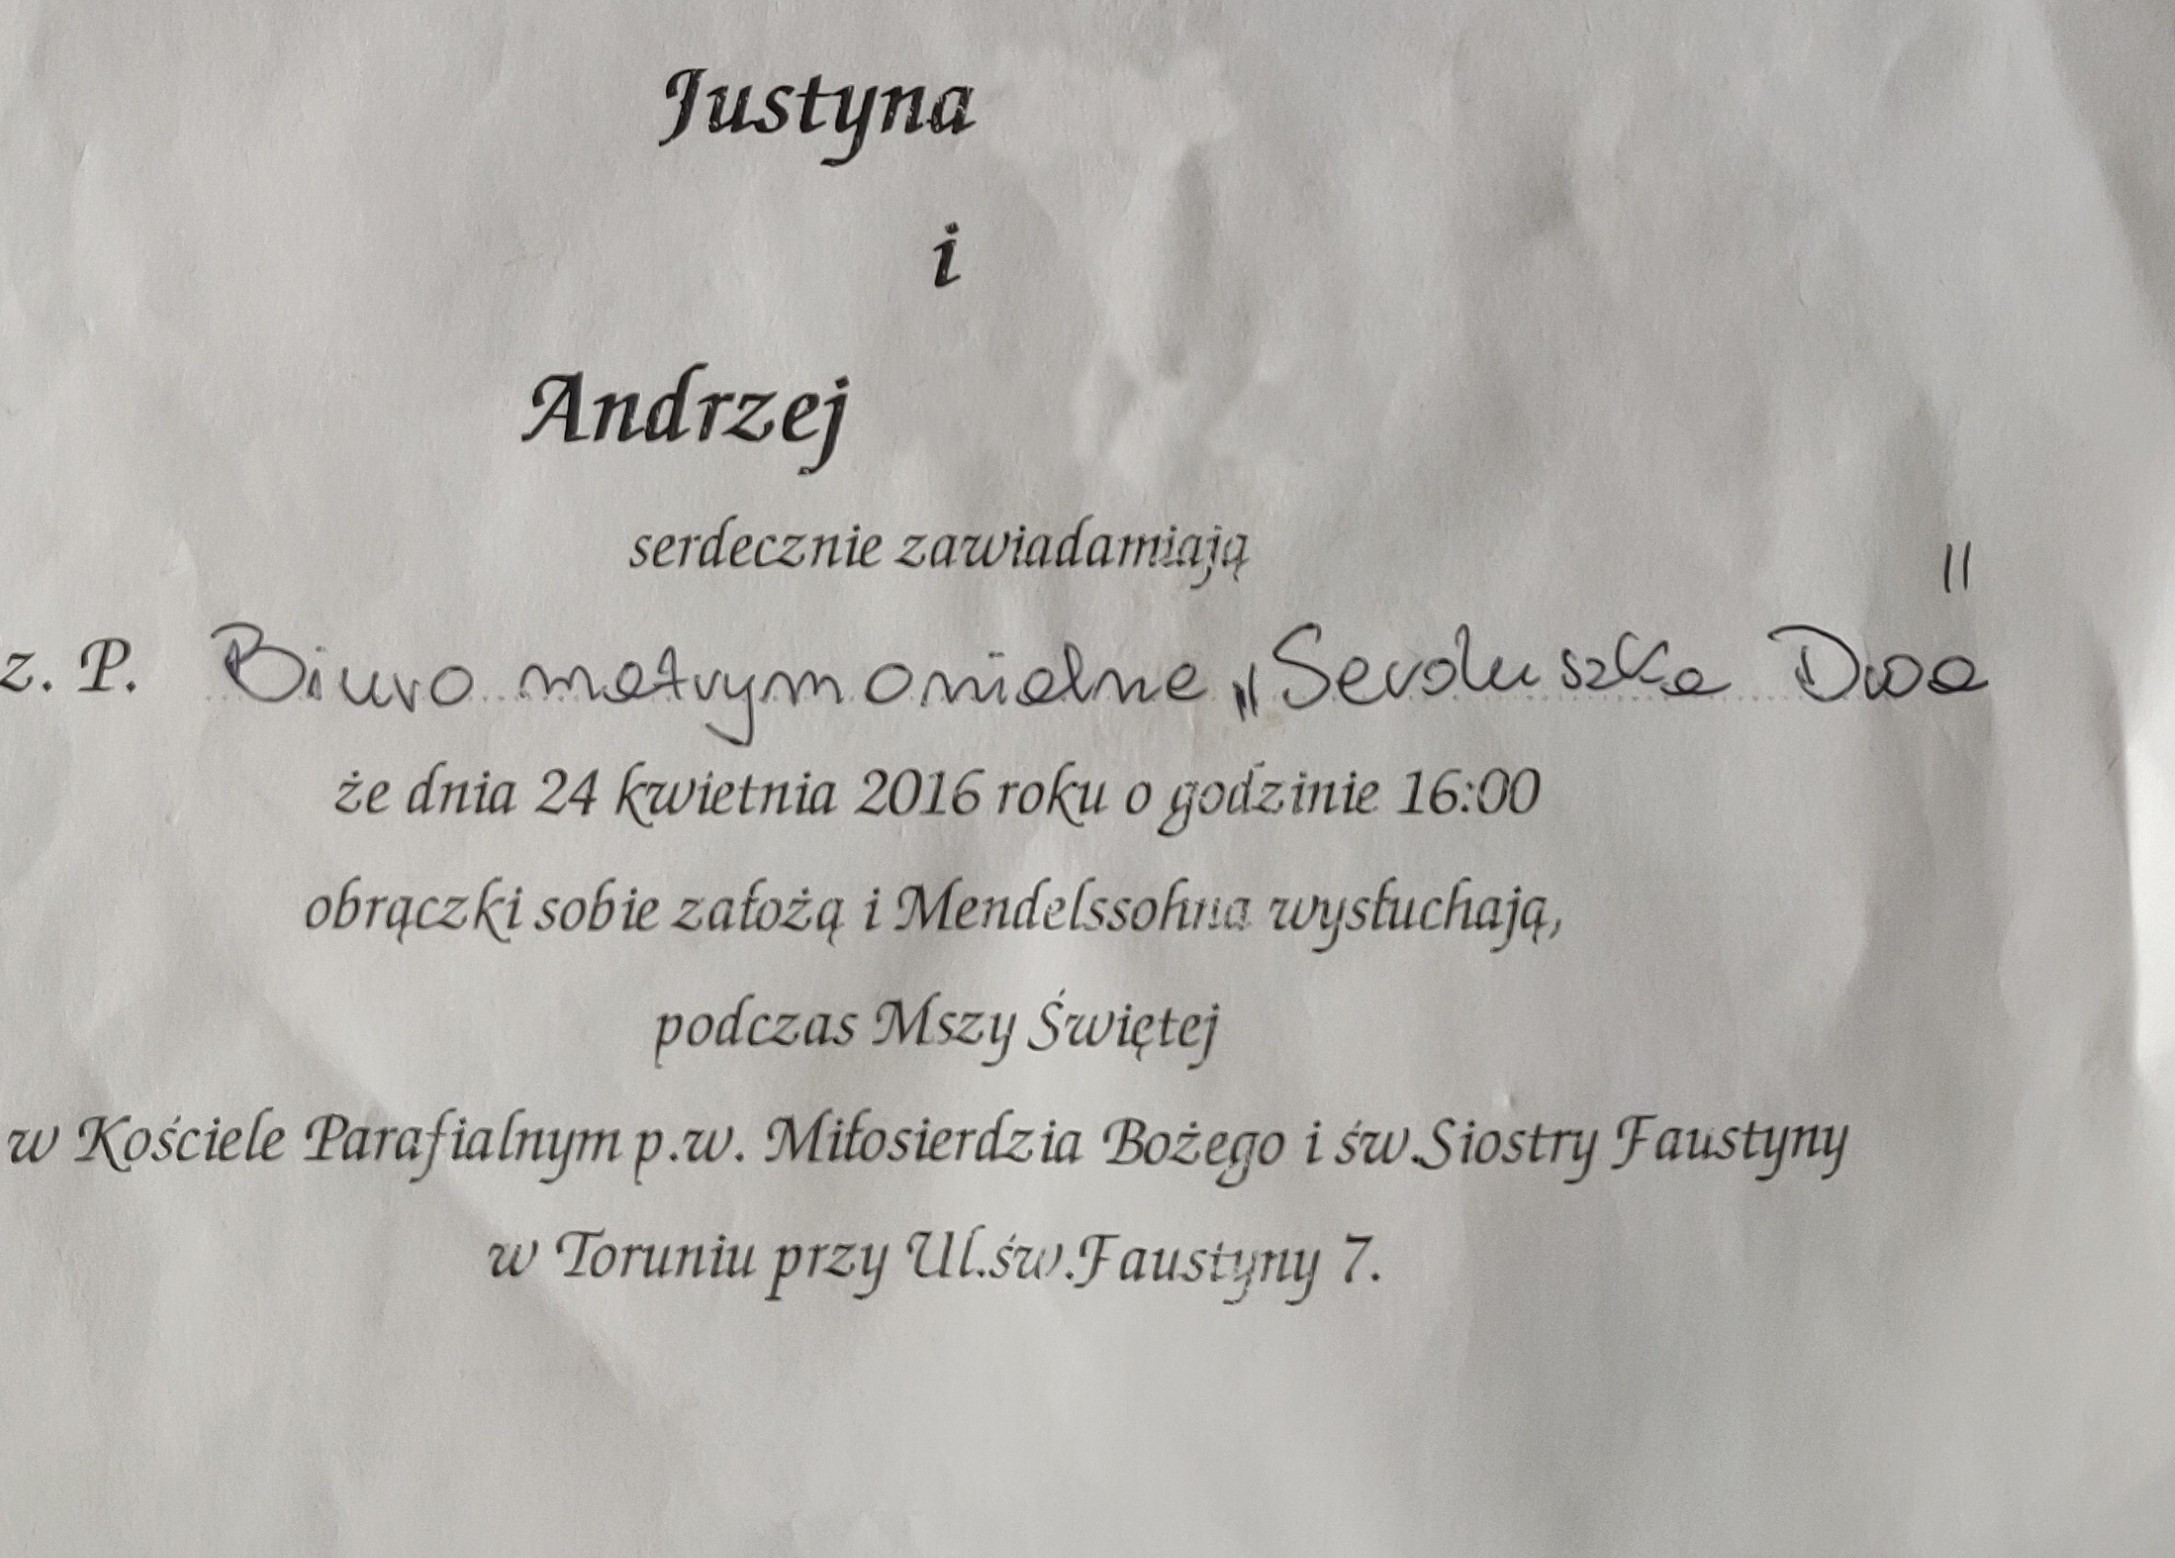 Justyna
i
Andrzej
serdecznie zawiadamiają
z. P. Biuro matrymonialne „Serduszka Dwa"
że dnia 24 kwietnia 2016 roku o godzinie 16:00
obrączki sobie założą i Mendelssohna wysłuchają,
podczas Mszy Świętej
w Kościele Parafialnym p.w. Miłosierdzia Bożego i św.Siostry Faustyny
w Toruniu przy Ul.św.Faustyny 7.